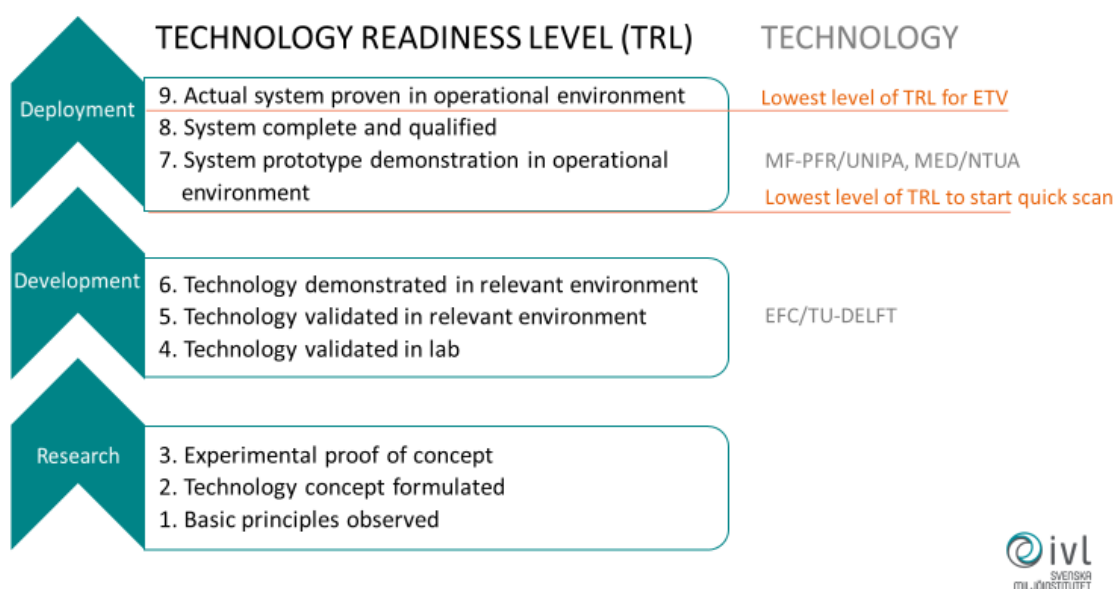 TECHNOLOGY READINESS LEVEL (TRL)
TECHNOLOGY
Deployment
9. Actual system proven in operational environment
Lowest level of TRL for ETV
8. System complete and qualified
7. System prototype demonstration in operational
environment
MF-PFR/UNIPA, MED/NTUA
Lowest level of TRL to start quick scan
Development
6. Technology demonstrated in relevant environment
5. Technology validated in relevant environment
EFC/TU-DELFT
4. Technology validated in lab
Research
3. Experimental proof of concept
2. Technology concept formulated
1. Basic principles observed
ivl
SVENSKA
MILJÖINSTITUTET